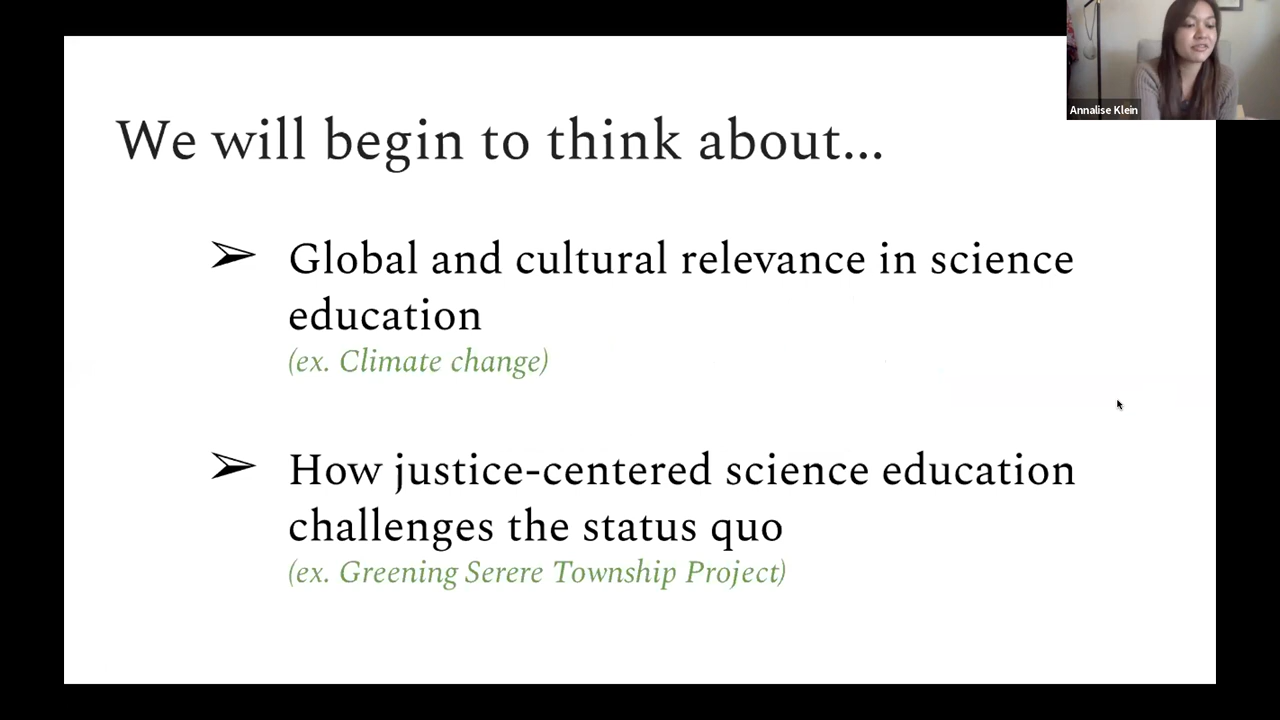 Annalise Klein
We will begin to think about...
➢ Global and cultural relevance in science
education
(ex. Climate change)
➢ How justice-centered science education
challenges the status quo
(ex. Greening Serere Township Project)